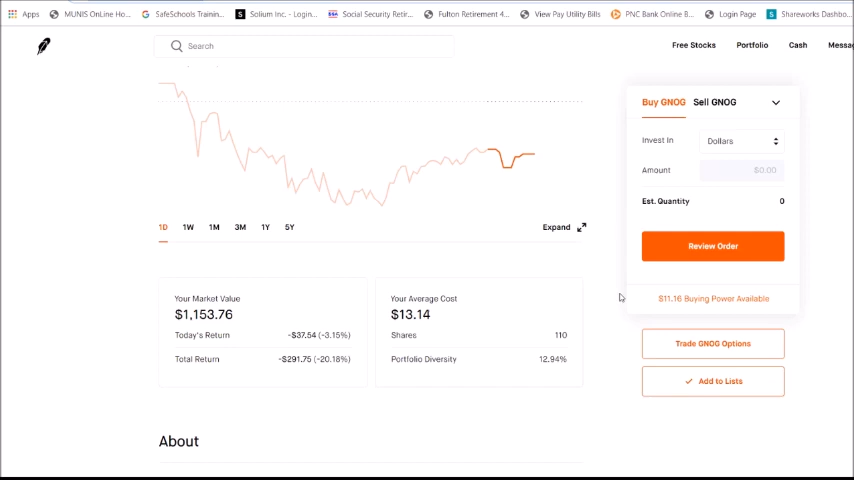 Apps MUNIS OnLine Ho... SafeSchools Training... Solium Inc. - Login... Social Security Retir... Fulton Retirement 4... View Pay Utility Bills PNC Bank Online B... Login Page Shareworks Dashbo...
Search Free Stocks Portfolio Cash Messag
Buy GNOG Sell GNOG
Invest In Dollars
Amount $0.00
Est. Quantity 0
1D 1W 1M 3M 1Y 5Y Expand
Review Order
Your Market Value Your Average Cost
$1,153.76 $13.14
$11.16 Buying Power Available
Today's Return -$37.54 (-3.15%) Shares 110
Trade GNOG Options
Total Return -$291.75 (-20.18%) Portfolio Diversity 12.94%
Add to Lists
About